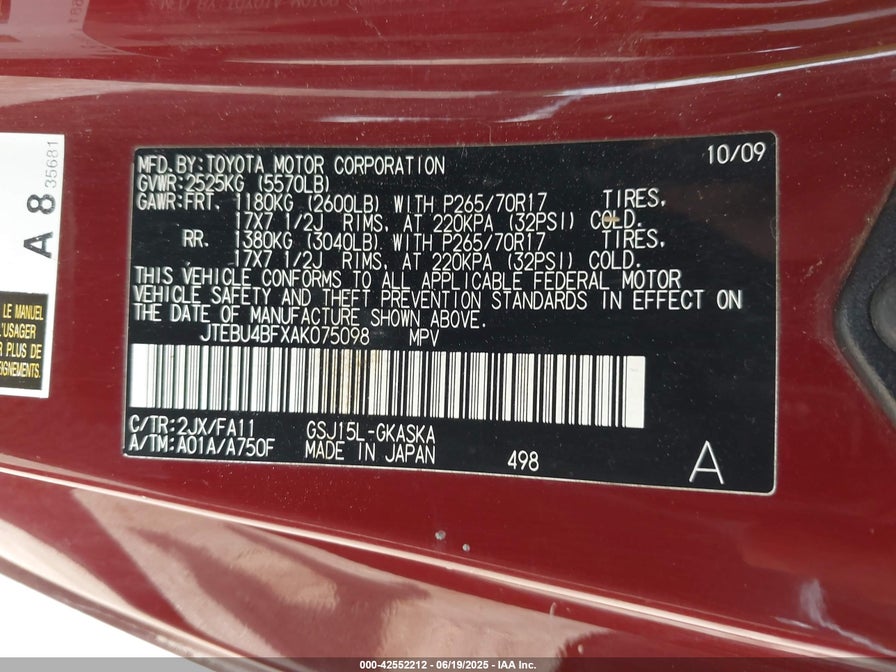 A 8
35681
LE MANUEL
L'USAGER
R PLUS DE
EIGNEMENTS.
MFD.BY:TOYOTA MOTOR CORPORATION 10/09
GVWR:2525KG (5570LB)
GAWR:FRT. 1180KG (2600LB) WITH P265/70R17 TIRES,
17X7 1/2J RIMS, AT 220KPA (32PSI) COLD.
RR. 1380KG (3040LB) WITH P265/70R17 TIRES,
17X7 1/2J RIMS, AT 220KPA (32PSI) COLD.
THIS VEHICLE CONFORMS TO ALL APPLICABLE FEDERAL MOTOR
VEHICLE SAFETY AND THEFT PREVENTION STANDARDS IN EFFECT ON
THE DATE OF MANUFACTURE SHOWN ABOVE.
JTEBU4BFXAK075098 MPV
C/TR:2JX/FA11 GSJ15L-GKASKA
A/TM:A01A/A750F MADE IN JAPAN 498 A
000-42552212 - 06/19/2025 - IAA Inc.